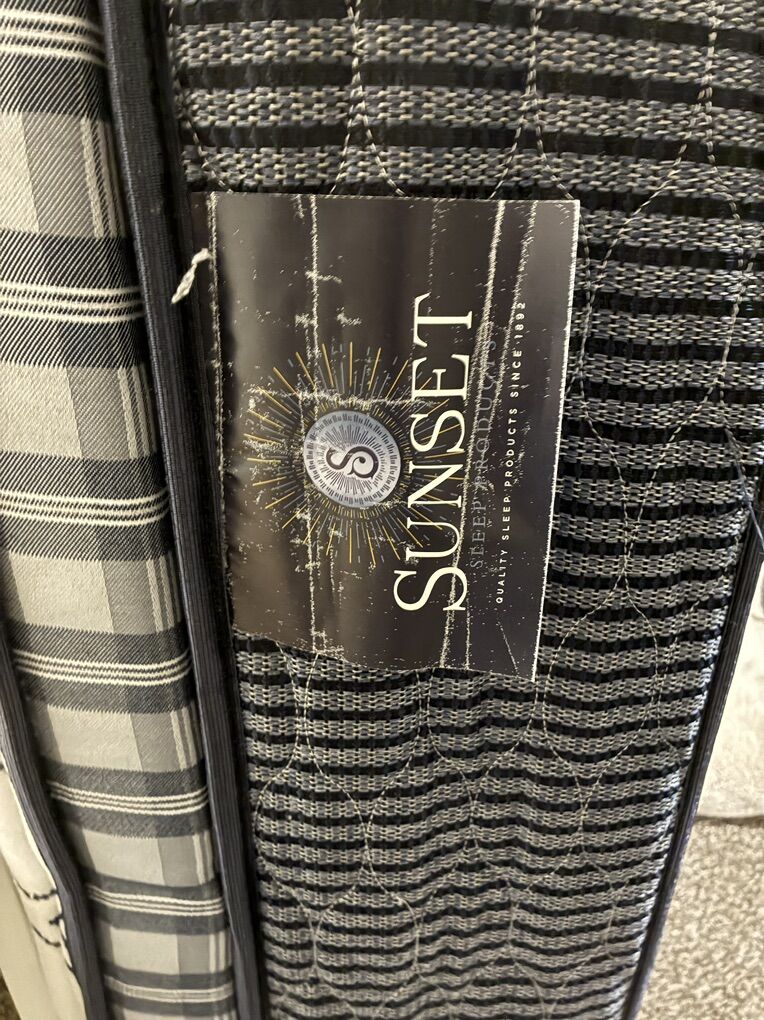 S
SUNSET
SLEEP PRODUCTS
QUALITY SLEEP PRODUCTS SINCE 1892